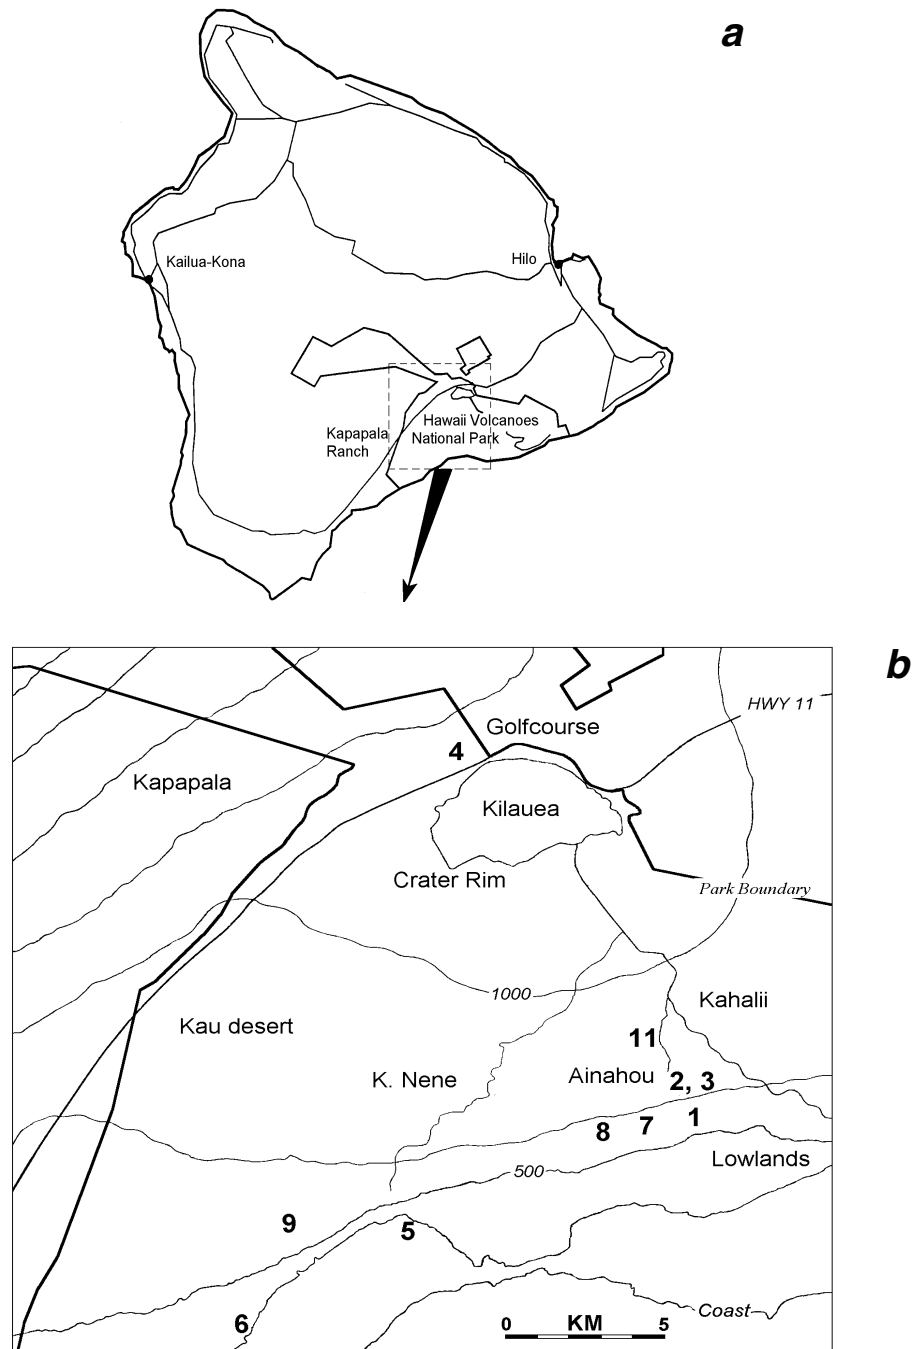 a
Kailua-Kona
Hilo
Hawaii Volcanoes
National Park
Kapapala
Ranch
b
HWY 11
Golfcourse
4
Kapapala
Kilauea
Crater Rim
Park Boundary
1000
Kahalii
Kau desert
11
Ainahou
K. Nene
2, 3
1
7
8
Lowlands
500
9
5
6
Coast
0 KM 5